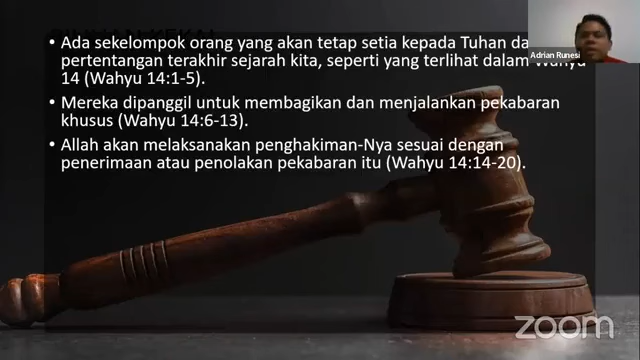 • Ada sekelompok orang yang akan tetap setia kepada Tuhan da
pertentangan terakhir sejarah kita, seperti yang terlihat dalam Wahyu
14 (Wahyu 14:1-5).
• Mereka dipanggil untuk membagikan dan menjalankan pekabaran
khusus (Wahyu 14:6-13).
• Allah akan melaksanakan penghakiman-Nya sesuai dengan
penerimaan atau penolakan pekabaran itu (Wahyu 14:14-20).
Adrian Runesi
zoom